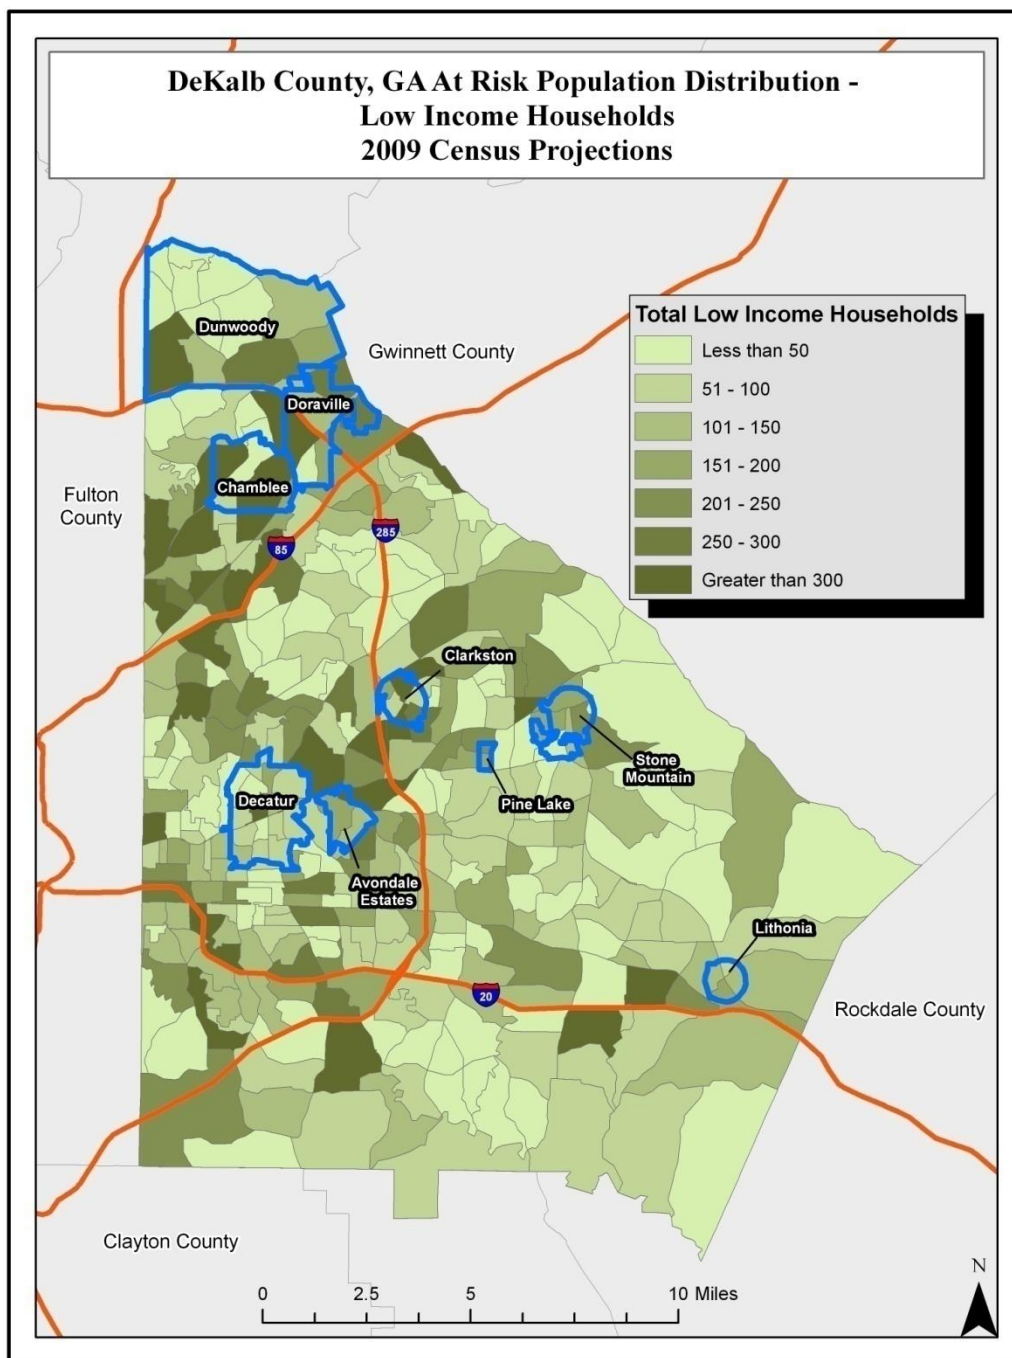 DeKalb County, GA At Risk Population Distribution -
Low Income Households
2009 Census Projections
Total Low Income Households
Less than 50
51 - 100
101 - 150
151 - 200
201 - 250
250 - 300
Greater than 300
Dunwoody
Gwinnett County
Doraville
Chamblee
Fulton
County
85
285
Clarkston
Stone
Mountain
Pine Lake
Decatur
Avondale
Estates
Lithonia
20
Rockdale County
Clayton County
N
0
2.5
5
10 Miles